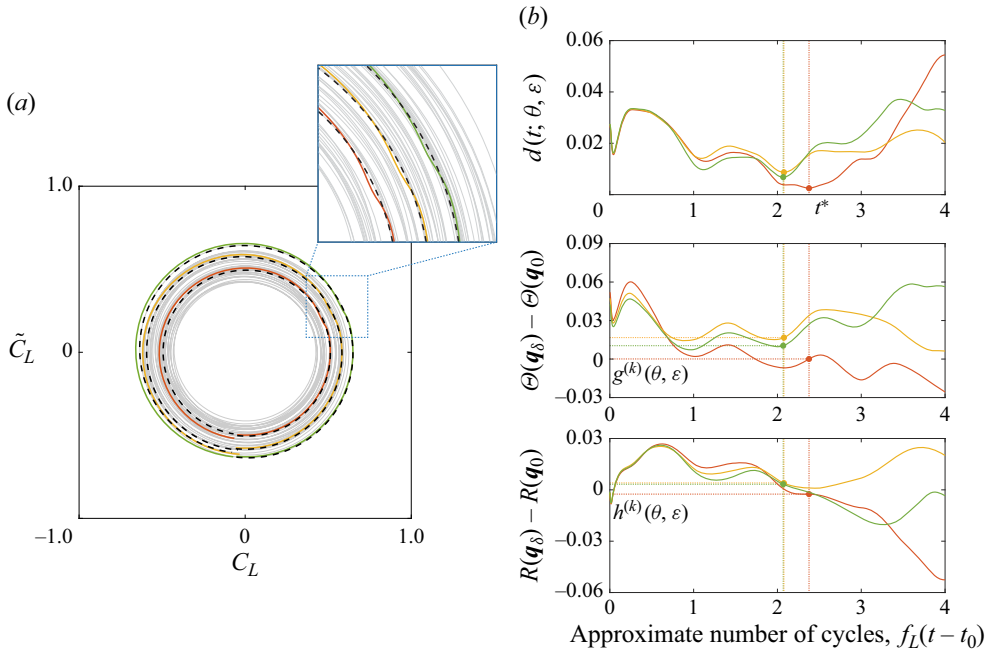 (a)
1.0
C̃_L
0
−1.0
0
1.0
C_L
(b)
0.06
0.04
0.02
d(t; θ, ε)
0
1
2
t*
3
4
0.09
0.06
0.03
0
−0.03
Θ(q_δ) − Θ(q_0)
g^(k)(θ, ε)
0
1
2
3
4
0.03
0
−0.03
−0.06
R(q_δ) − R(q_0)
h^(k)(θ, ε)
0
1
2
3
4
Approximate number of cycles, f_L(t − t_0)